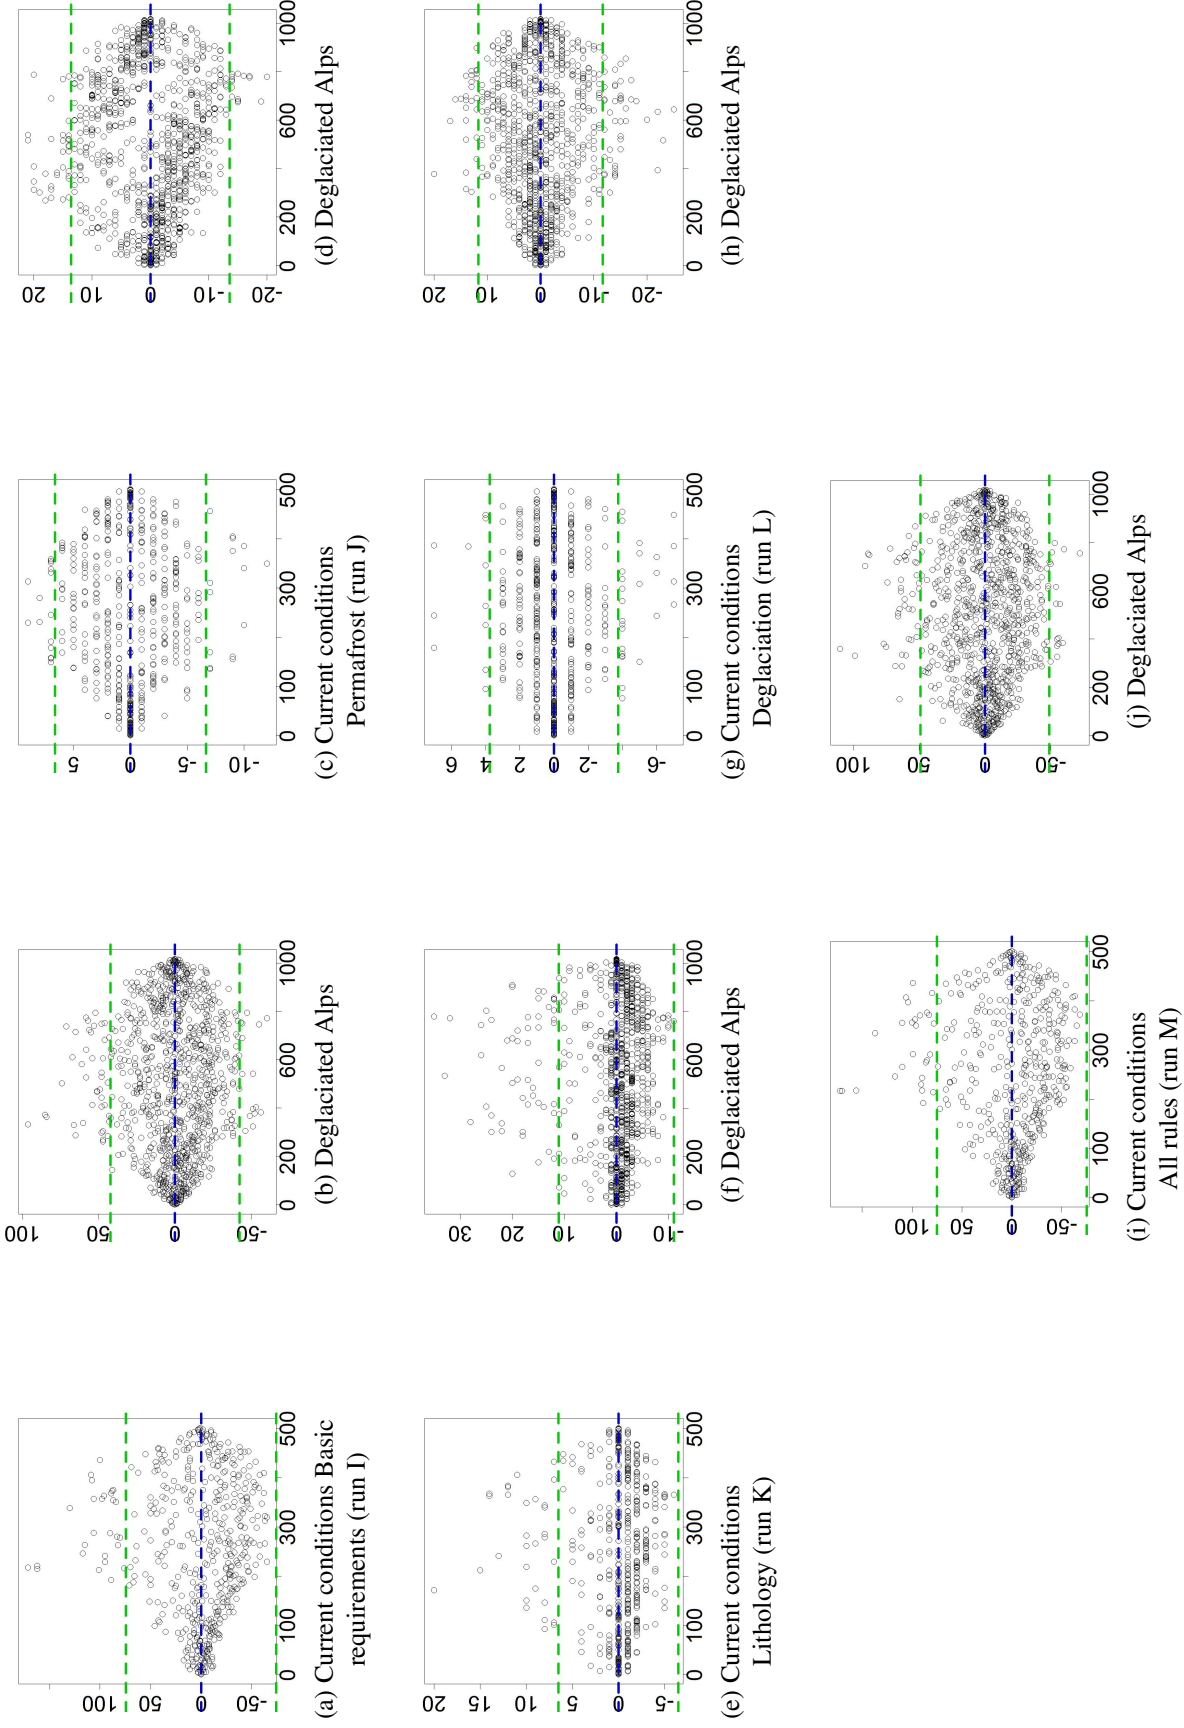 100
50
0
-50
0 100 300 500
(a) Current conditions Basic
requirements (run I)
100
50
0
-50
0 200 600 1000
(b) Deglaciated Alps
5
0
-5
-10
0 100 300 500
(c) Current conditions
Permafrost (run J)
20
10
0
-10
-20
0 200 600 1000
(d) Deglaciated Alps
20
15
10
5
0
-5
0 100 300 500
(e) Current conditions
Lithology (run K)
30
20
10
0
-10
0 200 600 1000
(f) Deglaciated Alps
6
4
2
0
-2
-6
0 100 300 500
(g) Current conditions
Deglaciation (run L)
20
10
0
-10
-20
0 200 600 1000
(h) Deglaciated Alps
100
50
0
-50
0 100 300 500
(i) Current conditions
All rules (run M)
100
50
0
-50
0 200 600 1000
(j) Deglaciated Alps